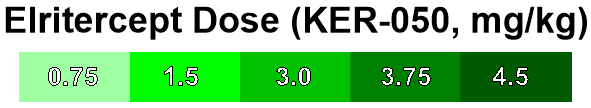 Elritercept Dose (KER-050, mg/kg)
0.75 1.5 3.0 3.75 4.5